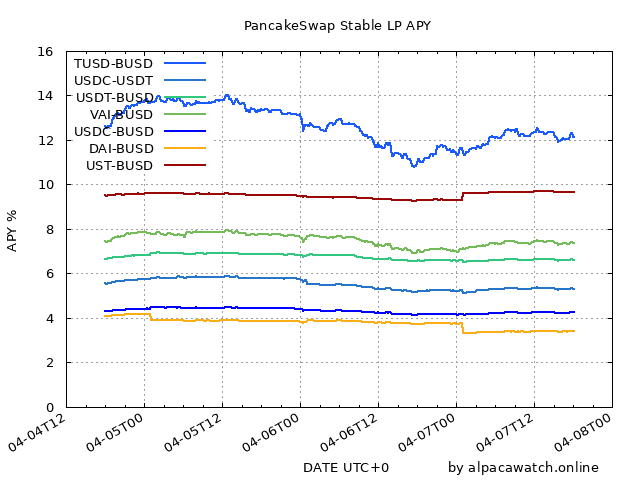 PancakeSwap Stable LP APY
APY %
16
14
12
10
8
6
4
2
0
TUSD-BUSD
USDC-USDT
USDT-BUSD
VAI-BUSD
USDC-BUSD
DAI-BUSD
UST-BUSD
04-04T12
04-05T00
04-05T12
04-06T00
04-06T12
04-07T00
04-07T12
04-08T00
DATE UTC+0
by alpacawatch.online